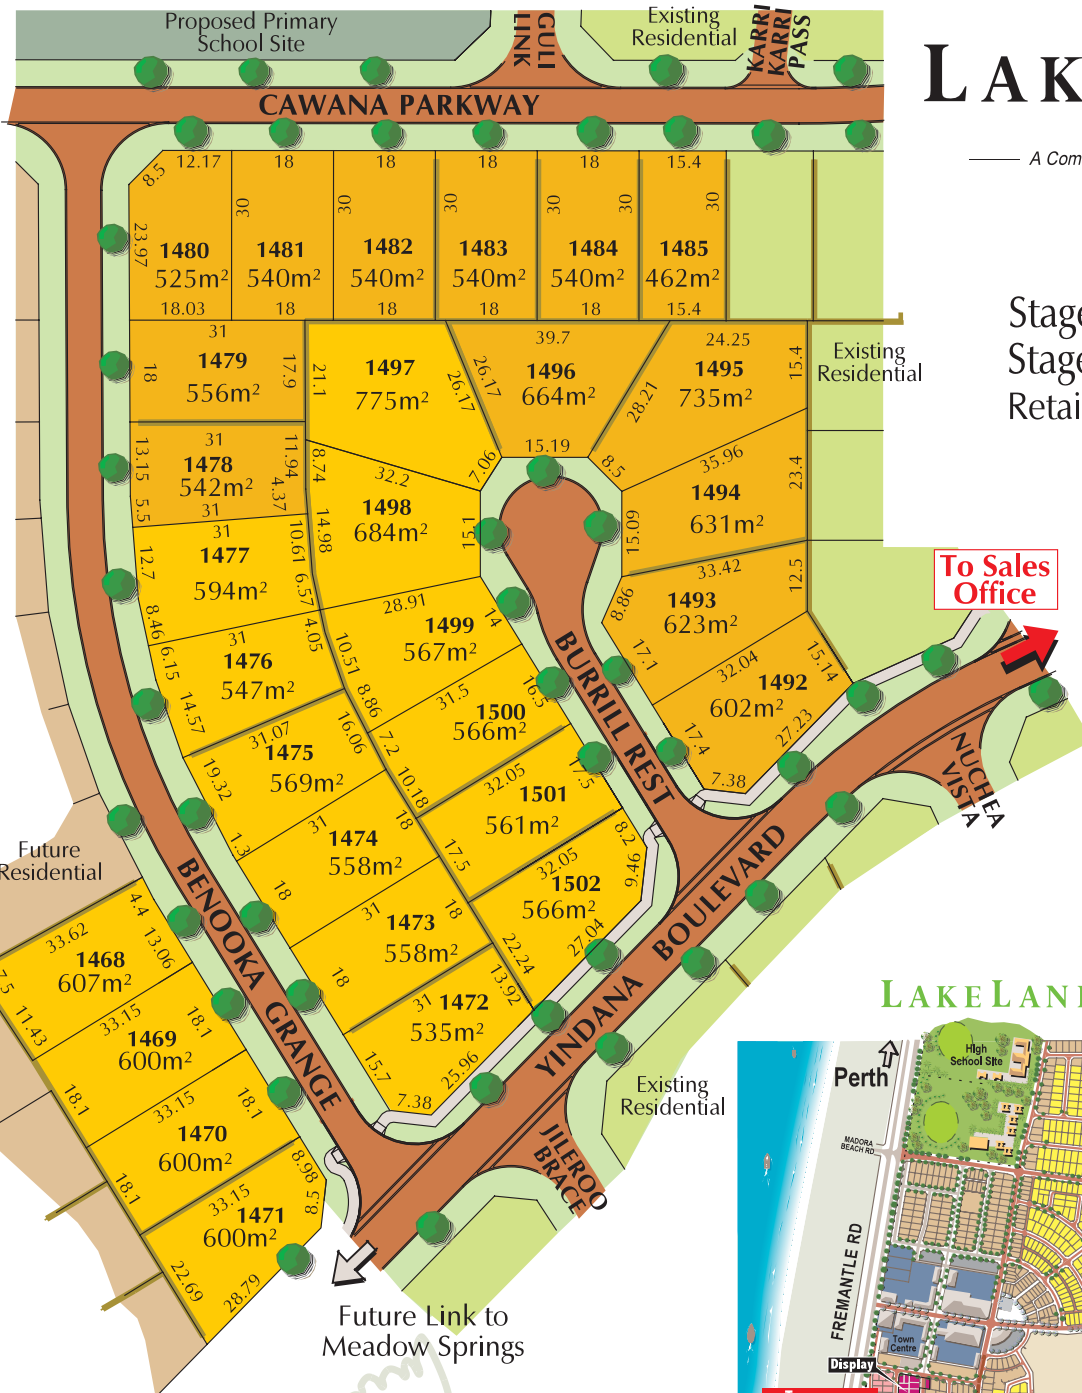 Proposed Primary
School Site
GULI
LINK
Existing
Residential
KARRI
KARRI
PASS
LAK
CAWANA PARKWAY
A Com
12.17
18
18
18
18
15.4
8.5
23.97
30
30
30
30
30
30
1480
525m²
1481
540m²
1482
540m²
1483
540m²
1484
540m²
1485
462m²
18.03
18
18
18
18
15.4
Stage
Stage
Retai
31
1479
556m²
18
17.9
21.1
1497
775m²
26.17
26.17
39.7
1496
664m²
15.19
28.21
24.25
1495
735m²
15.4
Existing
Residential
31
1478
542m²
13.15
5.5
11.94
4.37
31
8.74
32.2
7.06
1498
684m²
14.98
15.1
8.5
35.96
1494
631m²
15.09
23.4
31
1477
594m²
12.7
10.61
6.57
8.46
33.42
12.5
8.86
1493
623m²
17.1
To Sales
Office
28.91
14
1499
567m²
4.05
10.51
31
1476
547m²
6.15
14.57
8.86
31.5
16.5
1500
566m²
7.2
32.04
15.14
1492
602m²
17.4
27.23
7.38
BURRILL REST
NUCHEA
VISTA
31.07
1475
569m²
19.32
16.06
10.18
32.05
17.5
1501
561m²
1.3
31
1474
558m²
18
17.5
8.2
9.46
32.05
1502
566m²
27.04
22.24
Future
Residential
18
31
1473
558m²
18
18
13.92
31
1472
535m²
15.7
25.96
7.38
BENOOKA GRANGE
YINDANA BOULEVARD
4.4
33.62
13.06
1468
607m²
7.5
11.43
33.15
18.1
1469
600m²
18.1
33.15
18.1
1470
600m²
18.1
33.15
8.98
8.5
1471
600m²
22.69
28.79
JILEROO
BRACE
Existing
Residential
Future Link to
Meadow Springs
LAKELAN
High
School Site
Perth
MADORA
BEACH RD
FREMANTLE RD
Town
Centre
Display